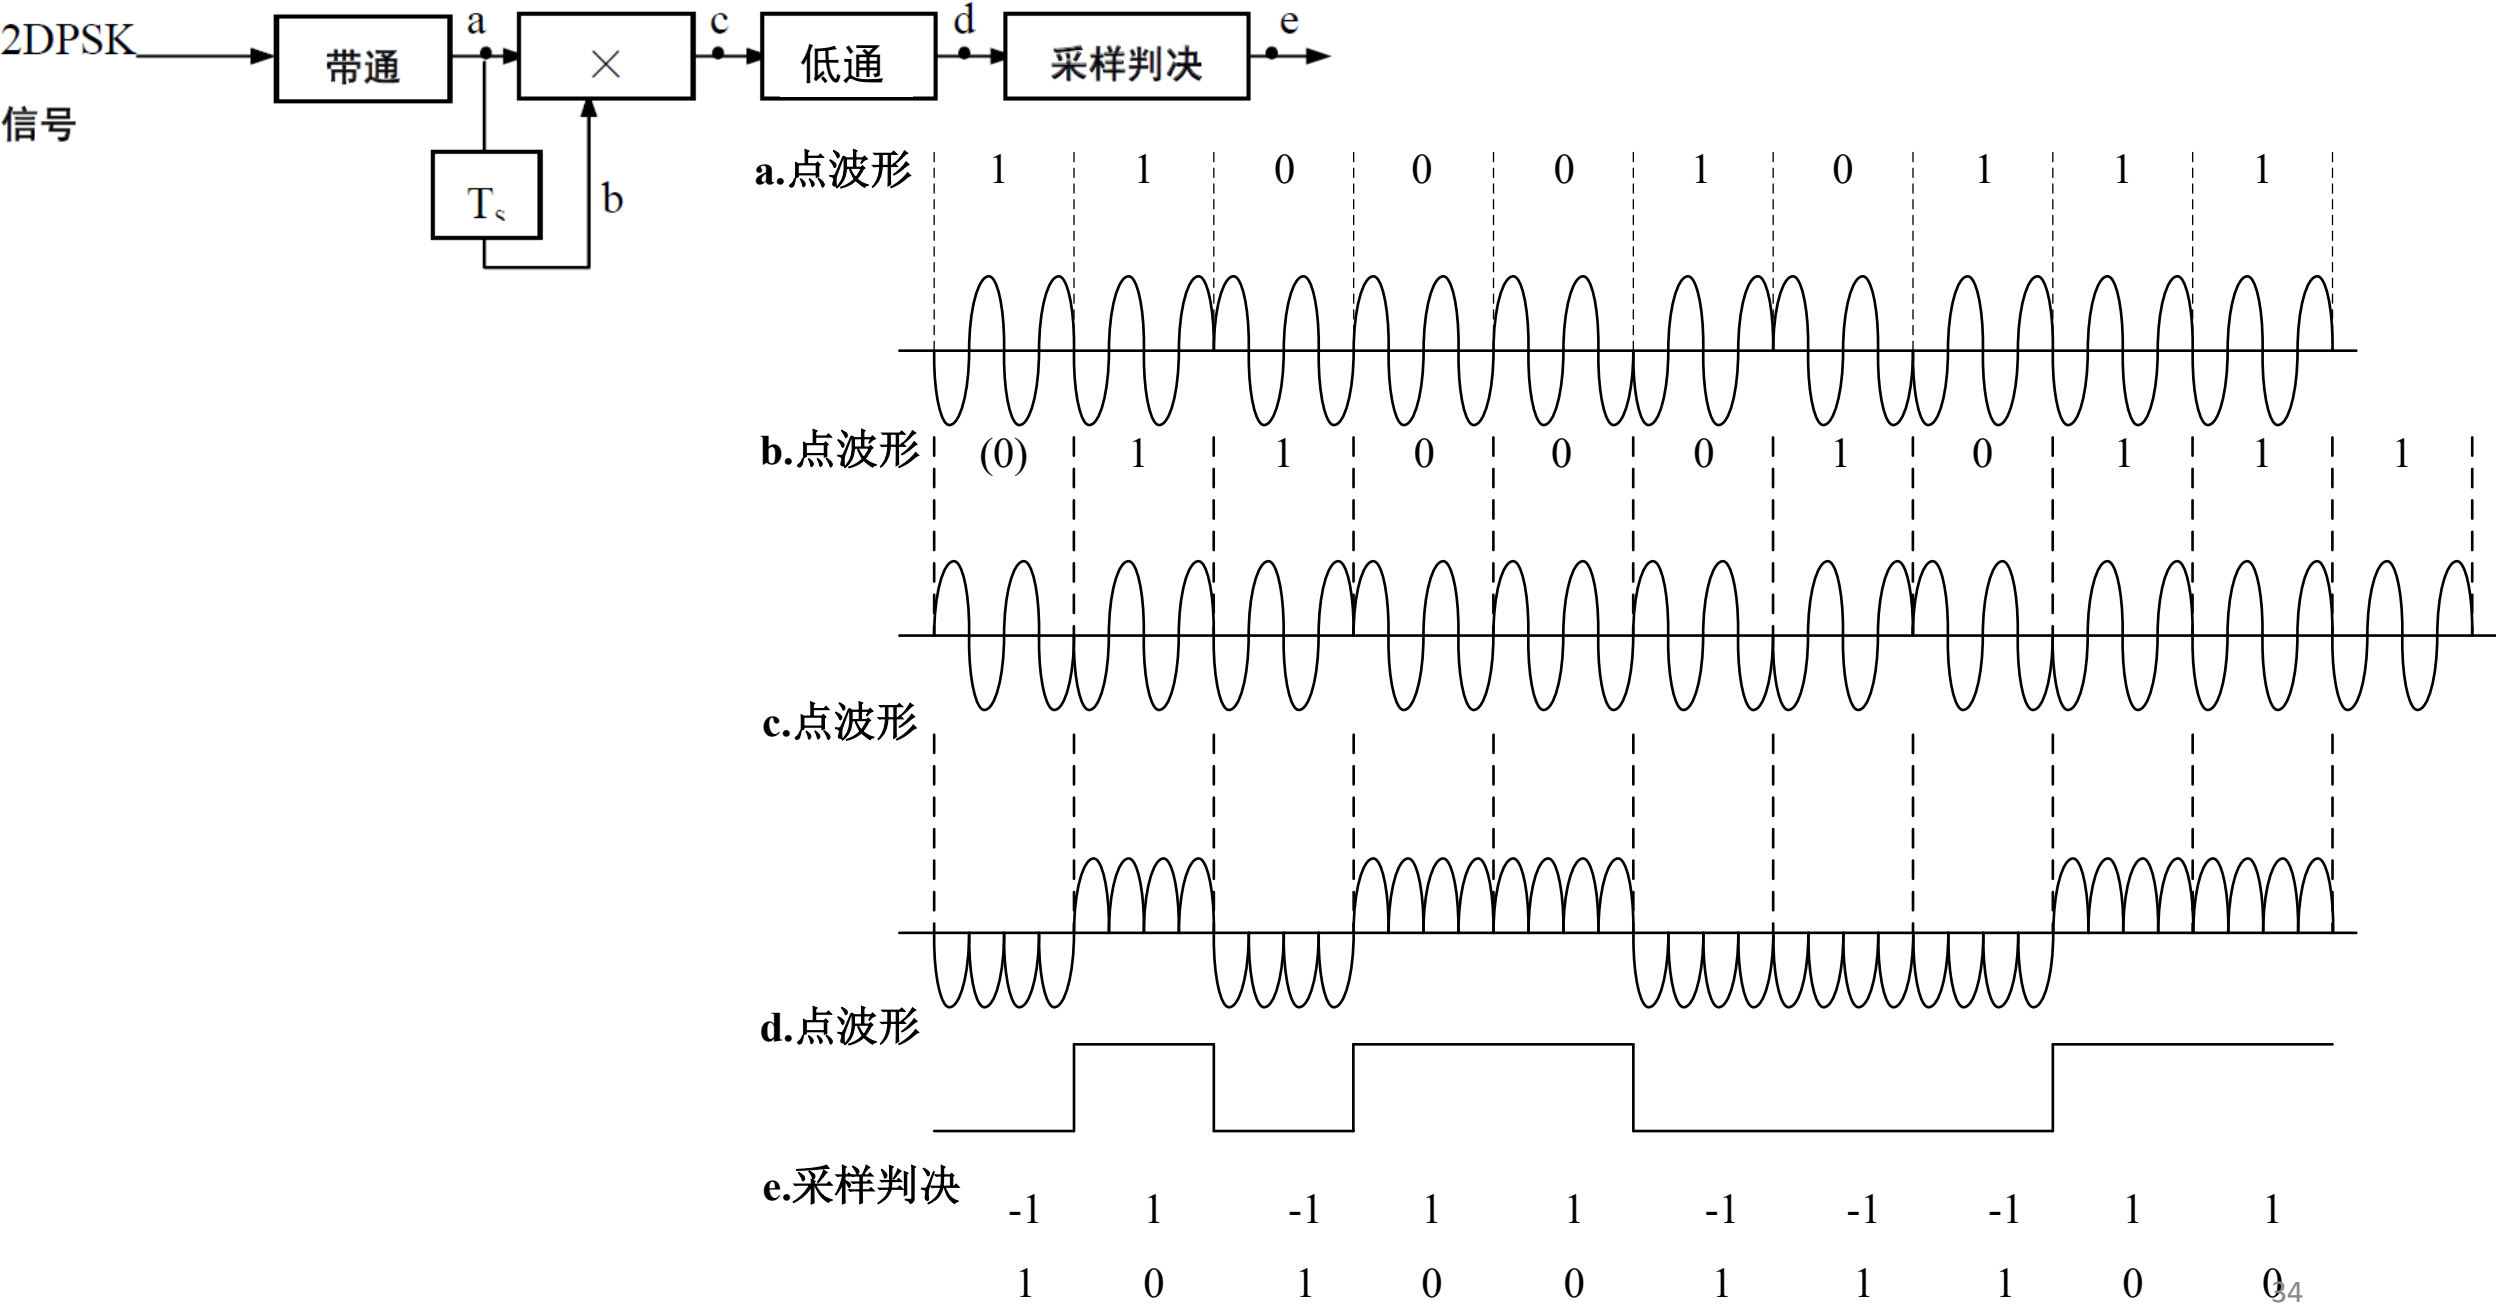 a c d e
2DPSK 带通 × 低通 采样判决
信号
Ts b
a.点波形 1 1 0 0 0 1 0 1 1 1
b.点波形 (0) 1 1 0 0 0 1 0 1 1 1
c.点波形
d.点波形
e.采样判决
-1 1 -1 1 1 -1 -1 -1 1 1
1 0 1 0 0 1 1 1 0 0
34